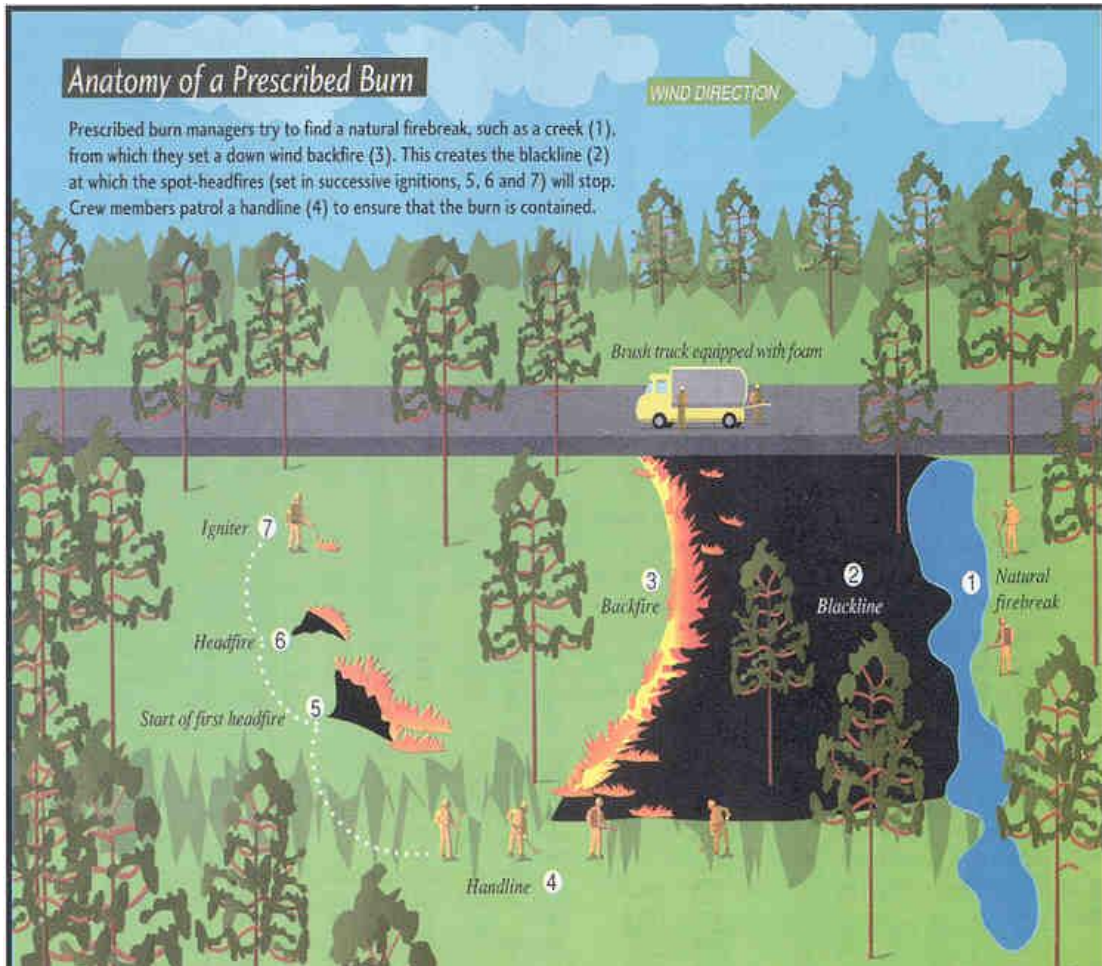 Anatomy of a Prescribed Burn
WIND DIRECTION
Prescribed burn managers try to find a natural firebreak, such as a creek (1),
from which they set a down wind backfire (3). This creates the blackline (2)
at which the spot-headfires (set in successive ignitions, 5, 6 and 7) will stop.
Crew members patrol a handline (4) to ensure that the burn is contained.
Brush truck equipped with foam
Igniter 7
3
Backfire
2
Blackline
1 Natural
firebreak
Headfire 6
Start of first headfire 5
Handline 4